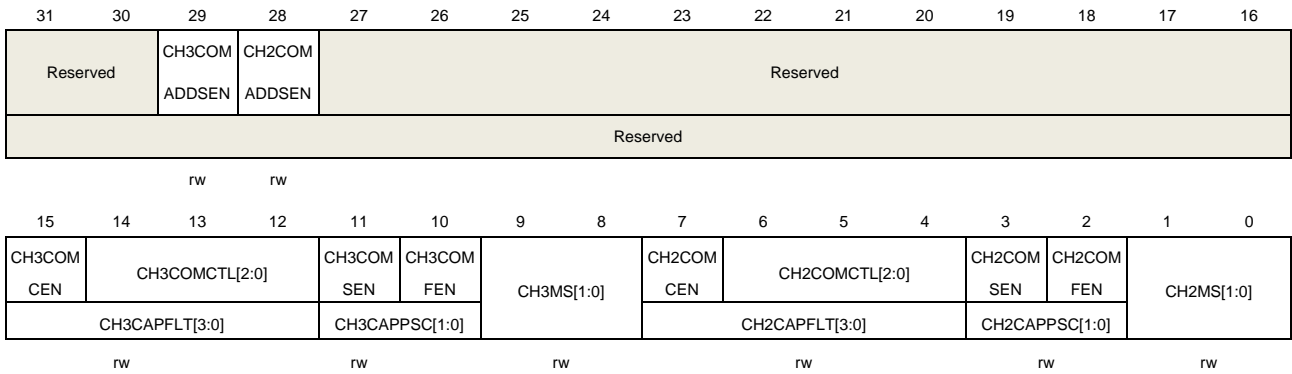 31 30 29 28 27 26 25 24 23 22 21 20 19 18 17 16
Reserved CH3COM ADDSEN CH2COM ADDSEN Reserved
Reserved
rw rw
15 14 13 12 11 10 9 8 7 6 5 4 3 2 1 0
CH3COM CEN CH3COMCTL[2:0] CH3COM SEN CH3COM FEN CH3MS[1:0] CH2COM CEN CH2COMCTL[2:0] CH2COM SEN CH2COM FEN CH2MS[1:0]
CH3CAPFLT[3:0] CH3CAPPSC[1:0] CH2CAPFLT[3:0] CH2CAPPSC[1:0]
rw rw rw rw rw rw